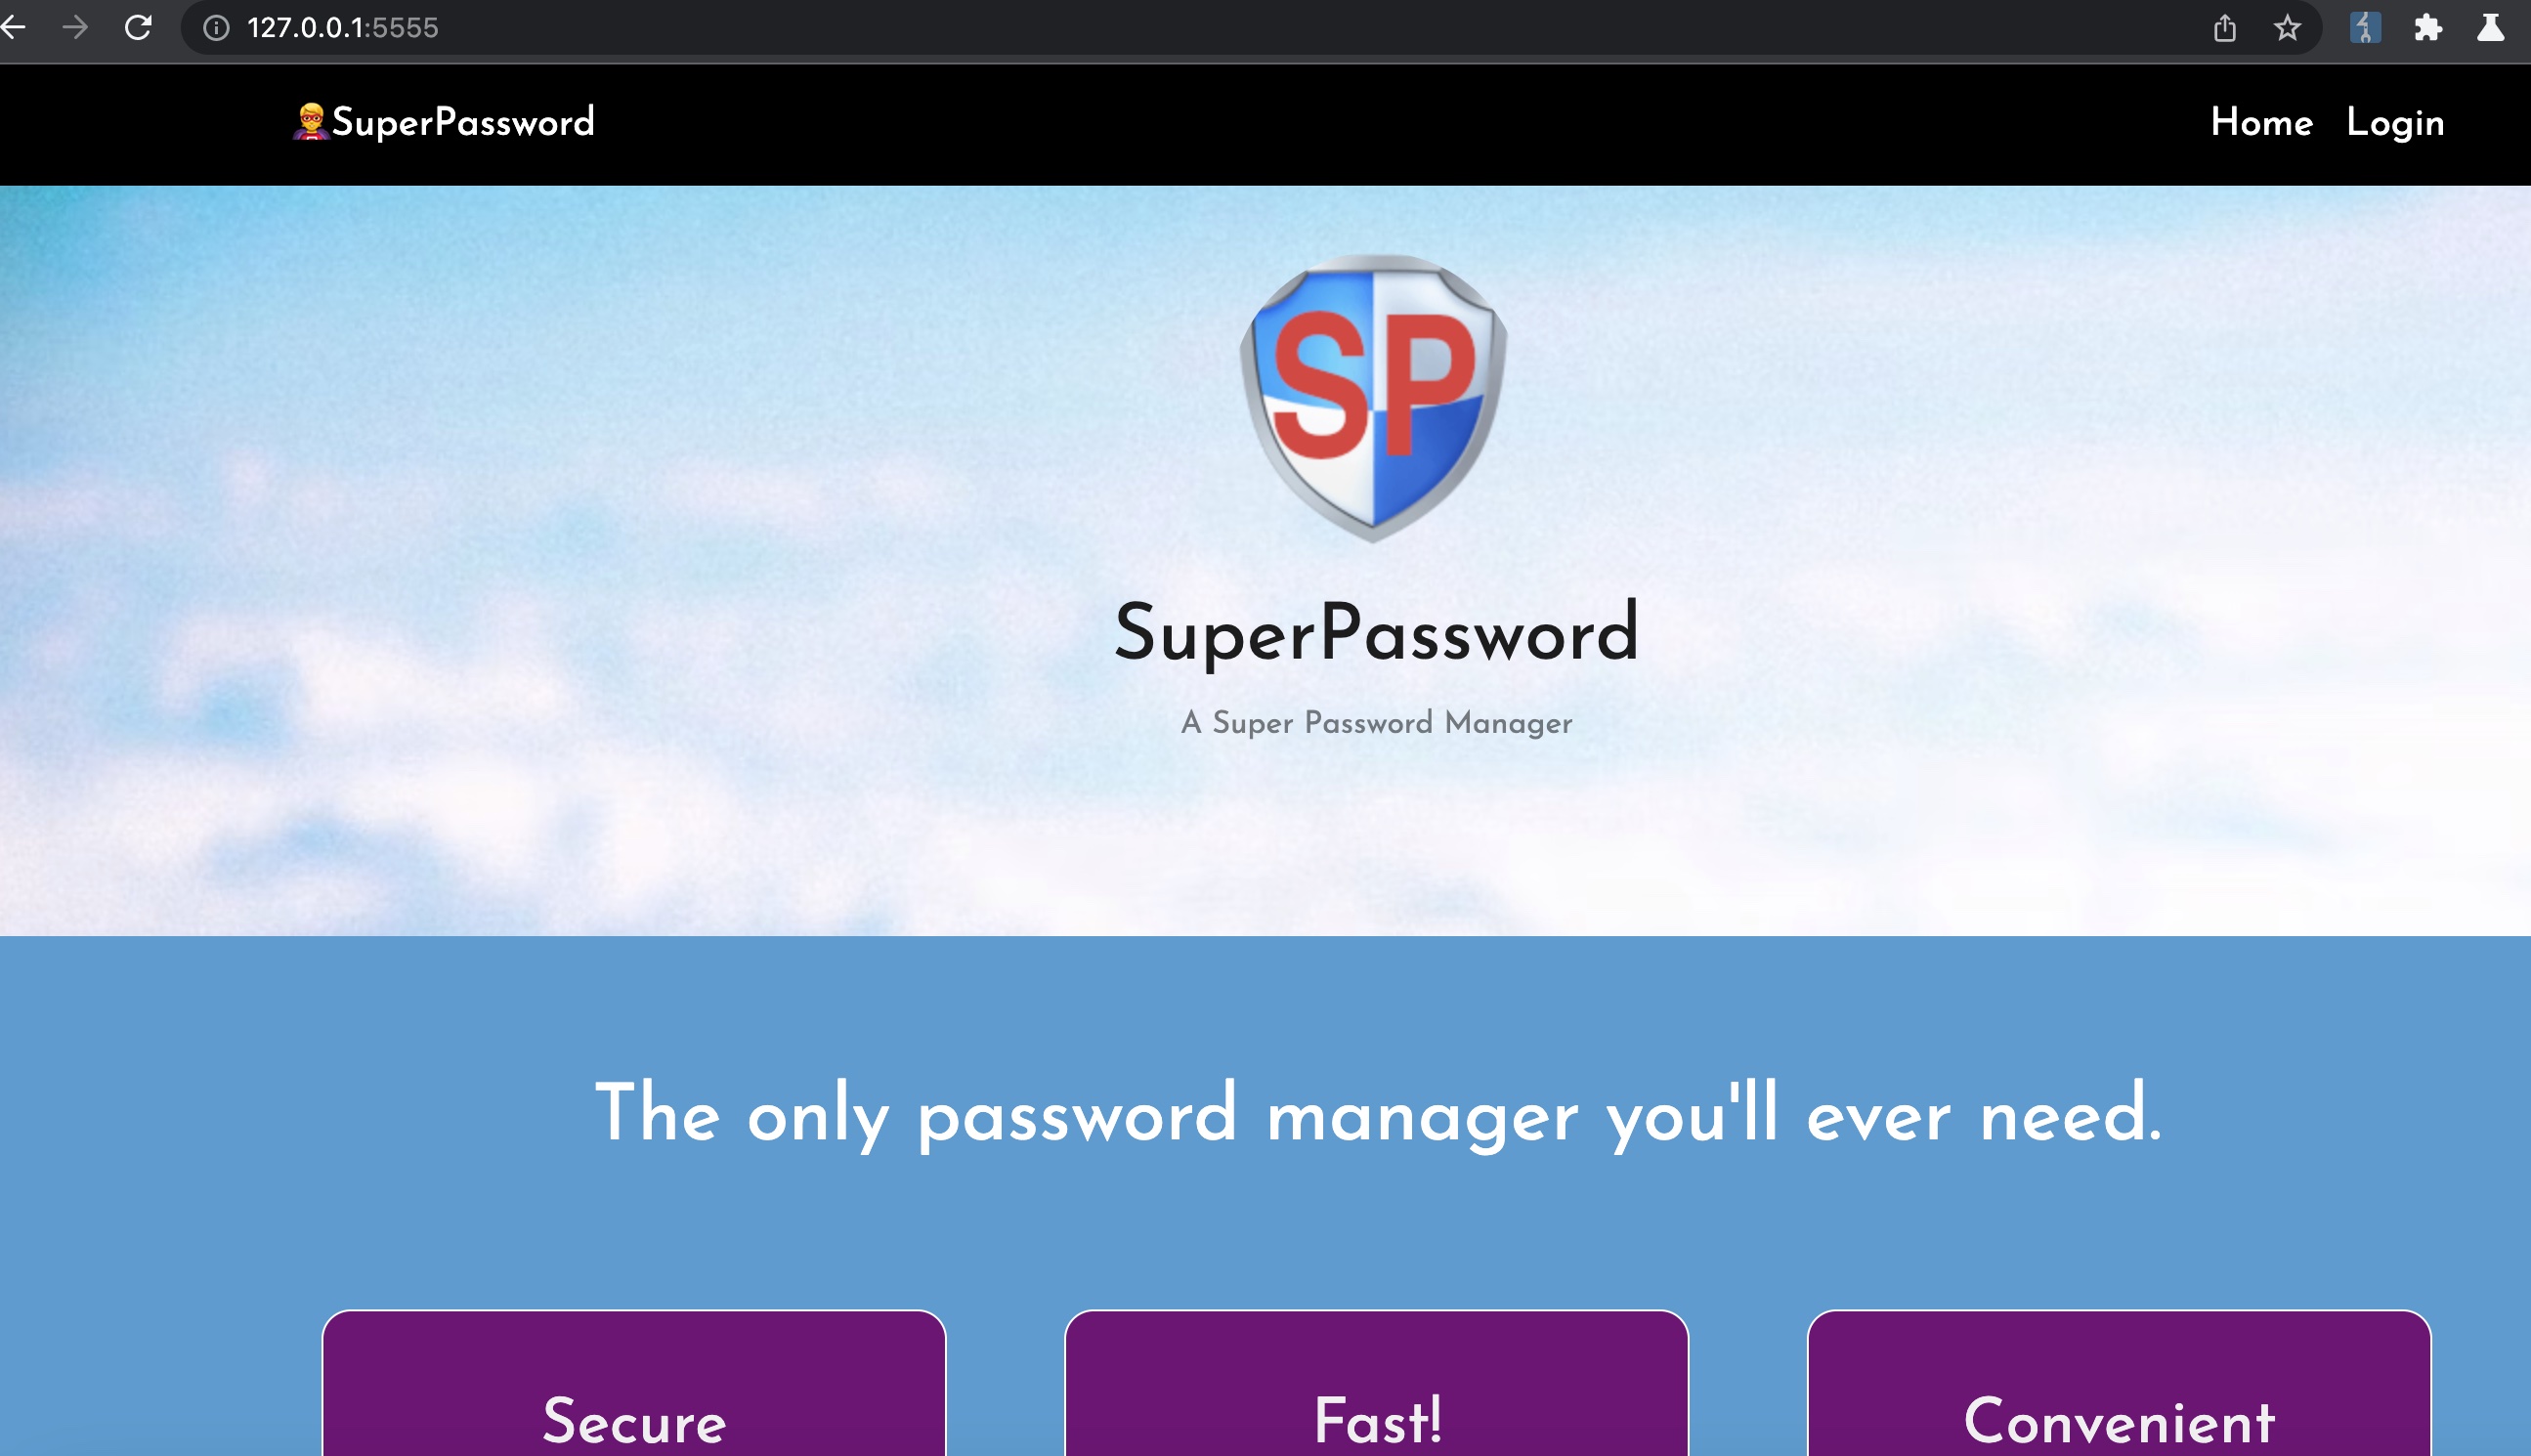 127.0.0.1:5555
SuperPassword
Home Login
SP
SuperPassword
A Super Password Manager
The only password manager you'll ever need.
Secure
Fast!
Convenient